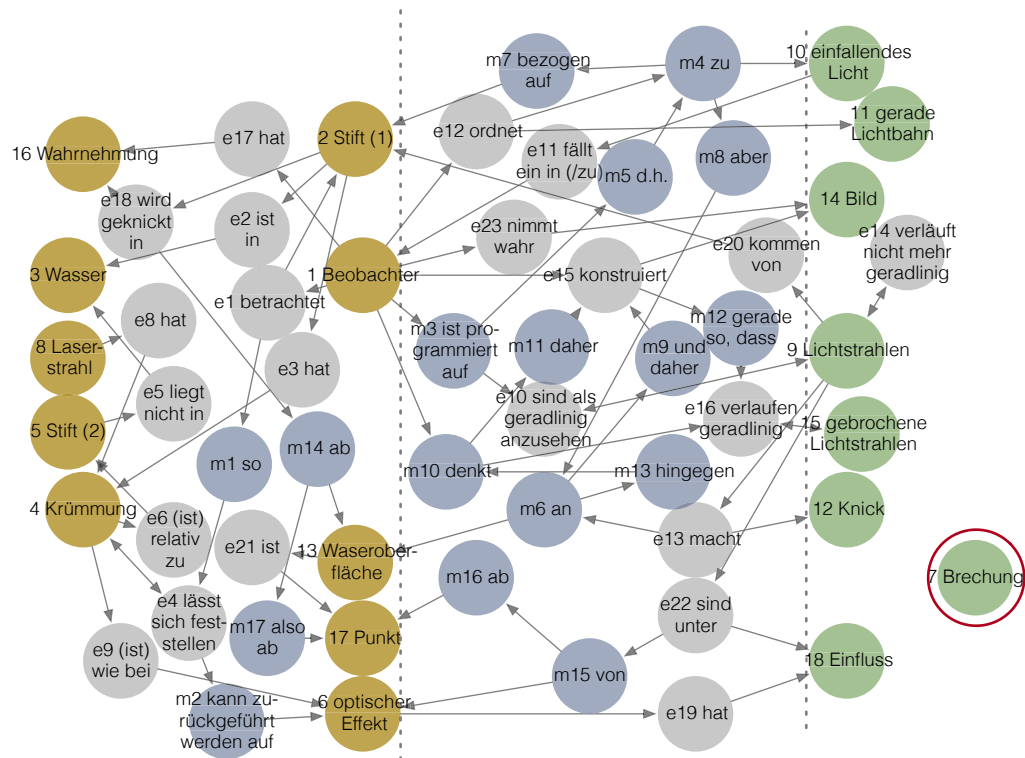 m7 bezogen
auf
m4 zu
10 einfallendes
Licht
11 gerade
Lichtbahn
e17 hat
2 Stift (1)
e12 ordnet
16 Wahrnehmung
e11 fällt
ein in (/zu)
m5 d.h.
m8 aber
e18 wird
geknickt
in
e2 ist
in
e23 nimmt
wahr
14 Bild
e20 kommen
von
e14 verläuft
nicht mehr
geradlinig
3 Wasser
e1 betrachtet
1 Beobachter
e15 konstruiert
e8 hat
8 Laser-
strahl
e3 hat
m3 ist pro-
grammiert
auf
m11 daher
m9 und
daher
m12 gerade
so, dass
9 Lichtstrahlen
e5 liegt
nicht in
e10 sind als
geradlinig
anzusehen
e16 verlaufen
geradlinig
15 gebrochene
Lichtstrahlen
5 Stift (2)
m1 so
m14 ab
m10 denkt
m13 hingegen
4 Krümmung
m6 an
12 Knick
e6 (ist)
relativ
zu
e21 ist
13 Waserober-
fläche
e13 macht
7 Brechung
m16 ab
e4 lässt
sich fest-
stellen
e22 sind
unter
e9 (ist)
wie bei
m17 also
ab
17 Punkt
m15 von
18 Einfluss
m2 kann zu-
rückgeführt
werden auf
6 optischer
Effekt
e19 hat